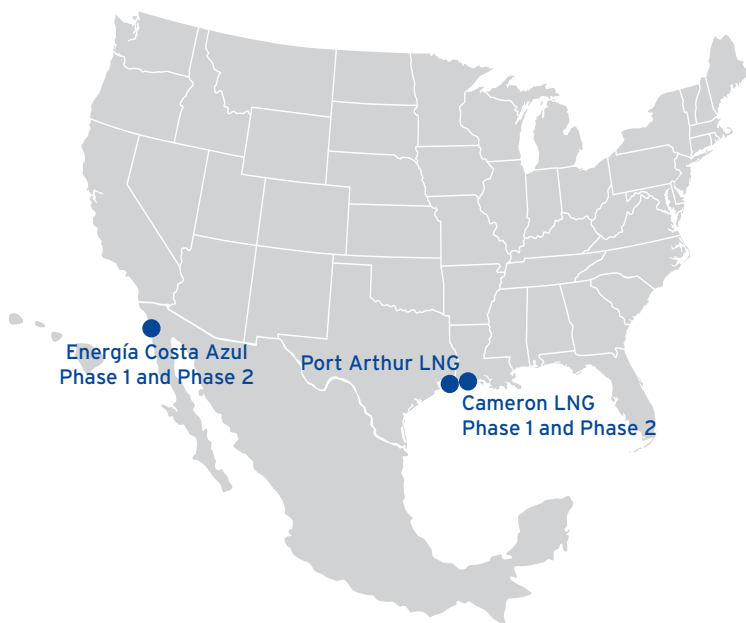 Energía Costa Azul
Phase 1 and Phase 2
Port Arthur LNG
Cameron LNG
Phase 1 and Phase 2